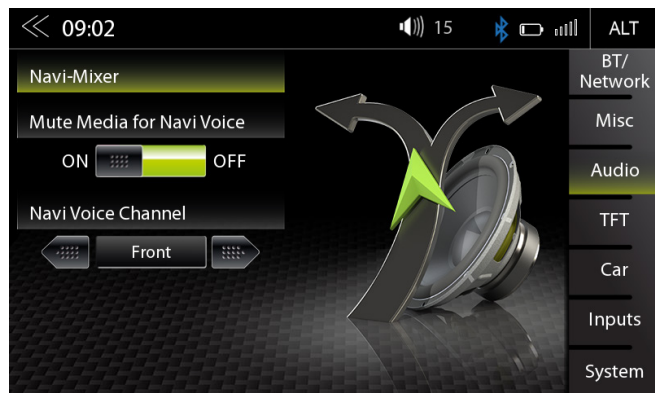 09:02
15
ALT
Navi-Mixer
Mute Media for Navi Voice
ON
OFF
Navi Voice Channel
Front
BT/
Network
Misc
Audio
TFT
Car
Inputs
System